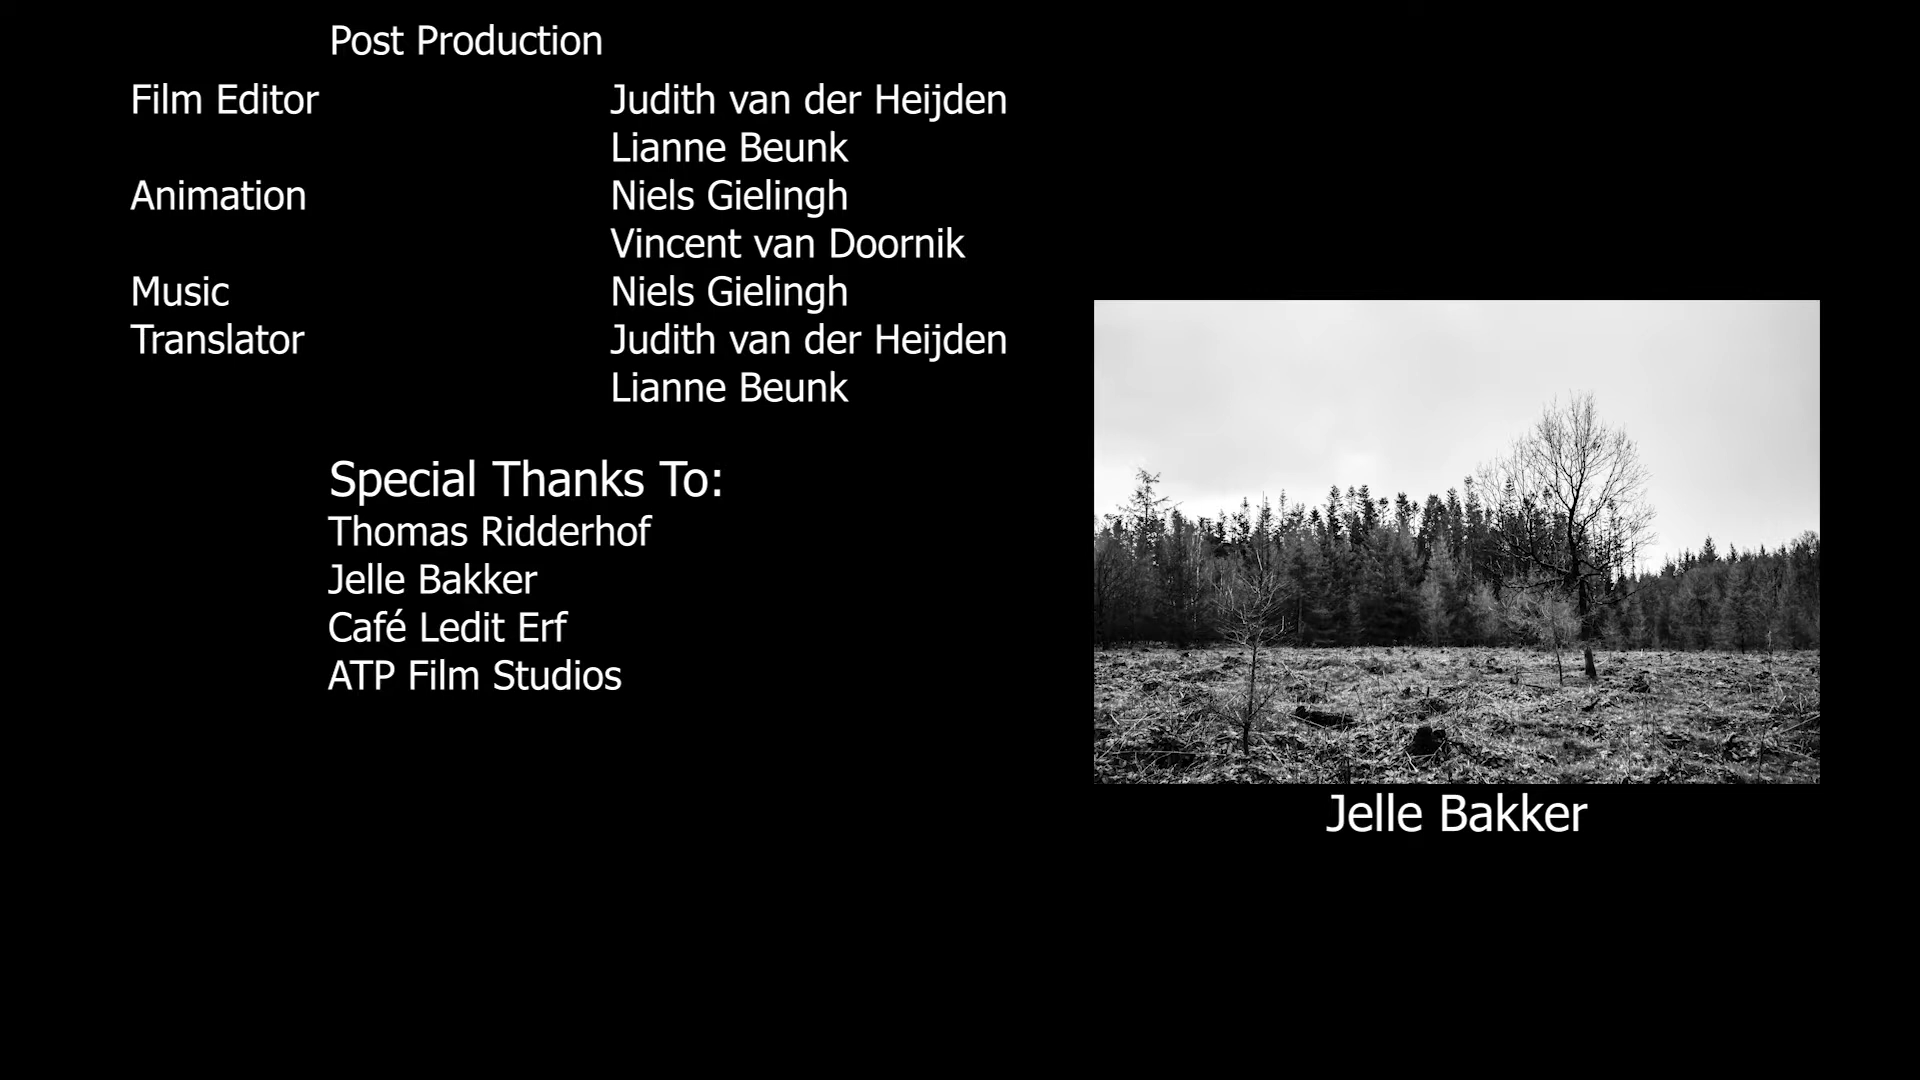 Post Production
Film Editor Judith van der Heijden
Lianne Beunk
Animation Niels Gielingh
Vincent van Doornik
Music Niels Gielingh
Translator Judith van der Heijden
Lianne Beunk
Special Thanks To:
Thomas Ridderhof
Jelle Bakker
Café Ledit Erf
ATP Film Studios
Jelle Bakker